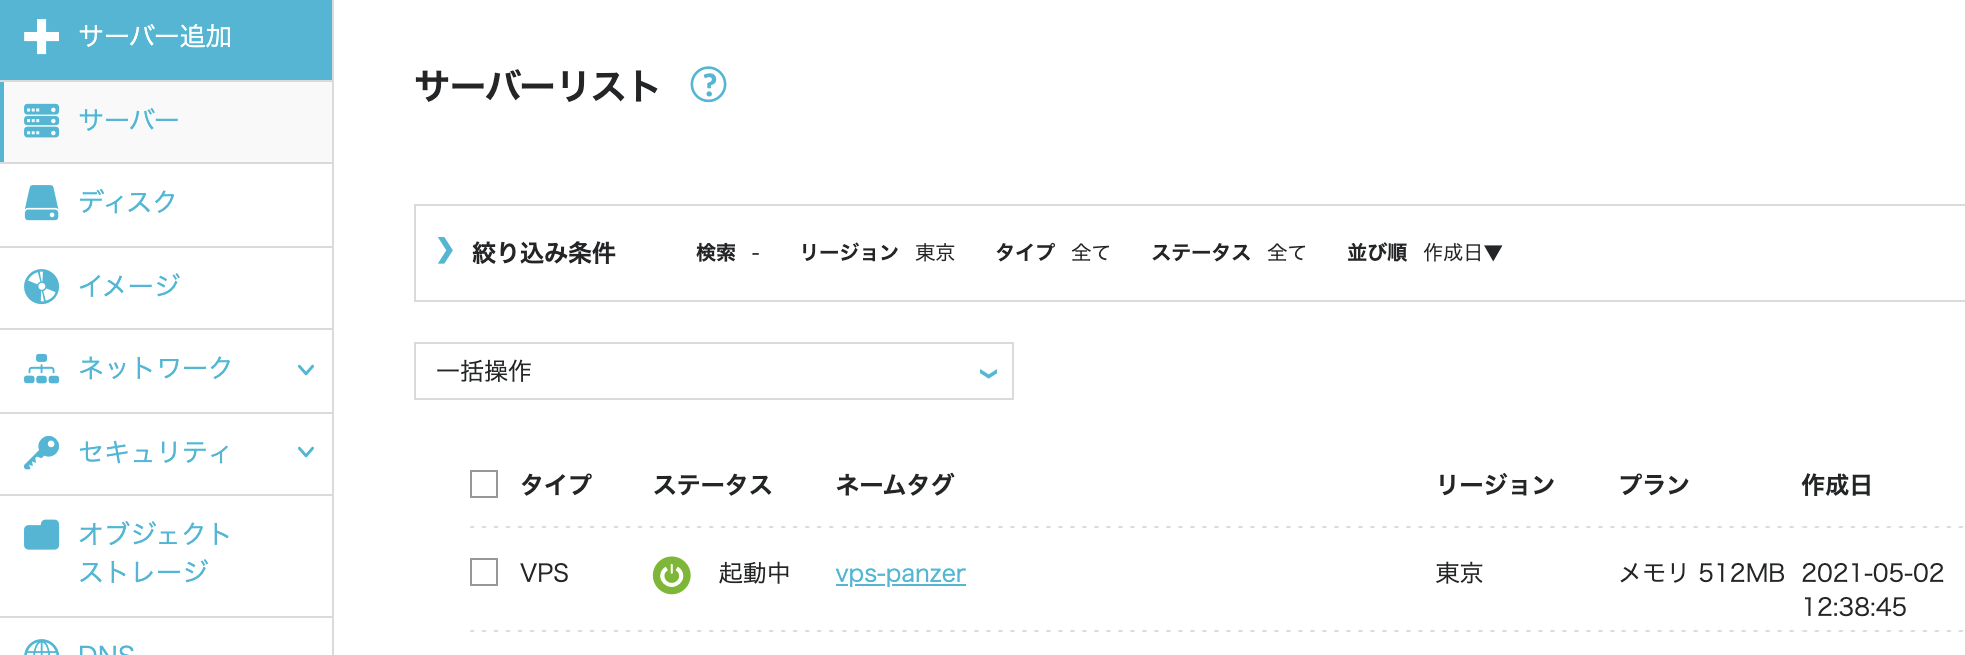 サーバー追加
サーバー
ディスク
イメージ
ネットワーク
セキュリティ
オブジェクト
ストレージ
DNS
サーバーリスト ?
絞り込み条件 検索 - リージョン 東京 タイプ 全て ステータス 全て 並び順 作成日▼
一括操作
タイプ ステータス ネームタグ リージョン プラン 作成日
VPS 起動中 vps-panzer 東京 メモリ 512MB 2021-05-02
12:38:45